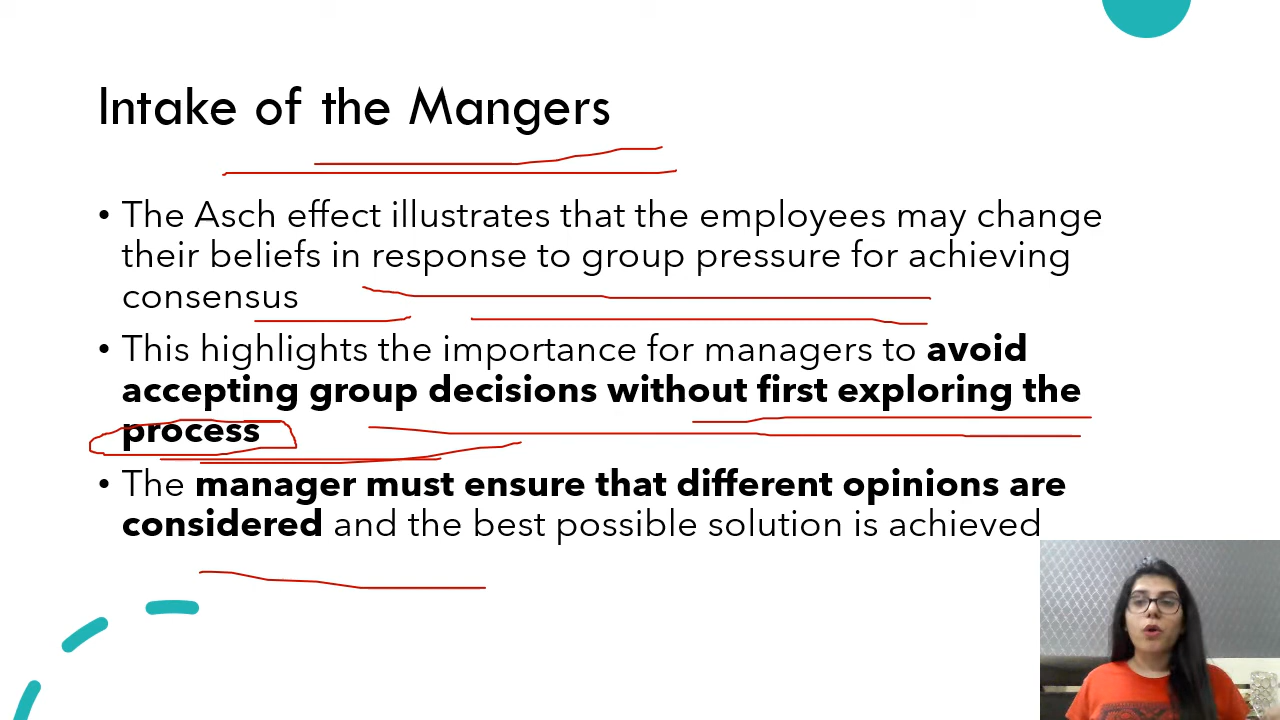 Intake of the Mangers
• The Asch effect illustrates that the employees may change
their beliefs in response to group pressure for achieving
consensus
• This highlights the importance for managers to avoid
accepting group decisions without first exploring the
process
• The manager must ensure that different opinions are
considered and the best possible solution is achieved